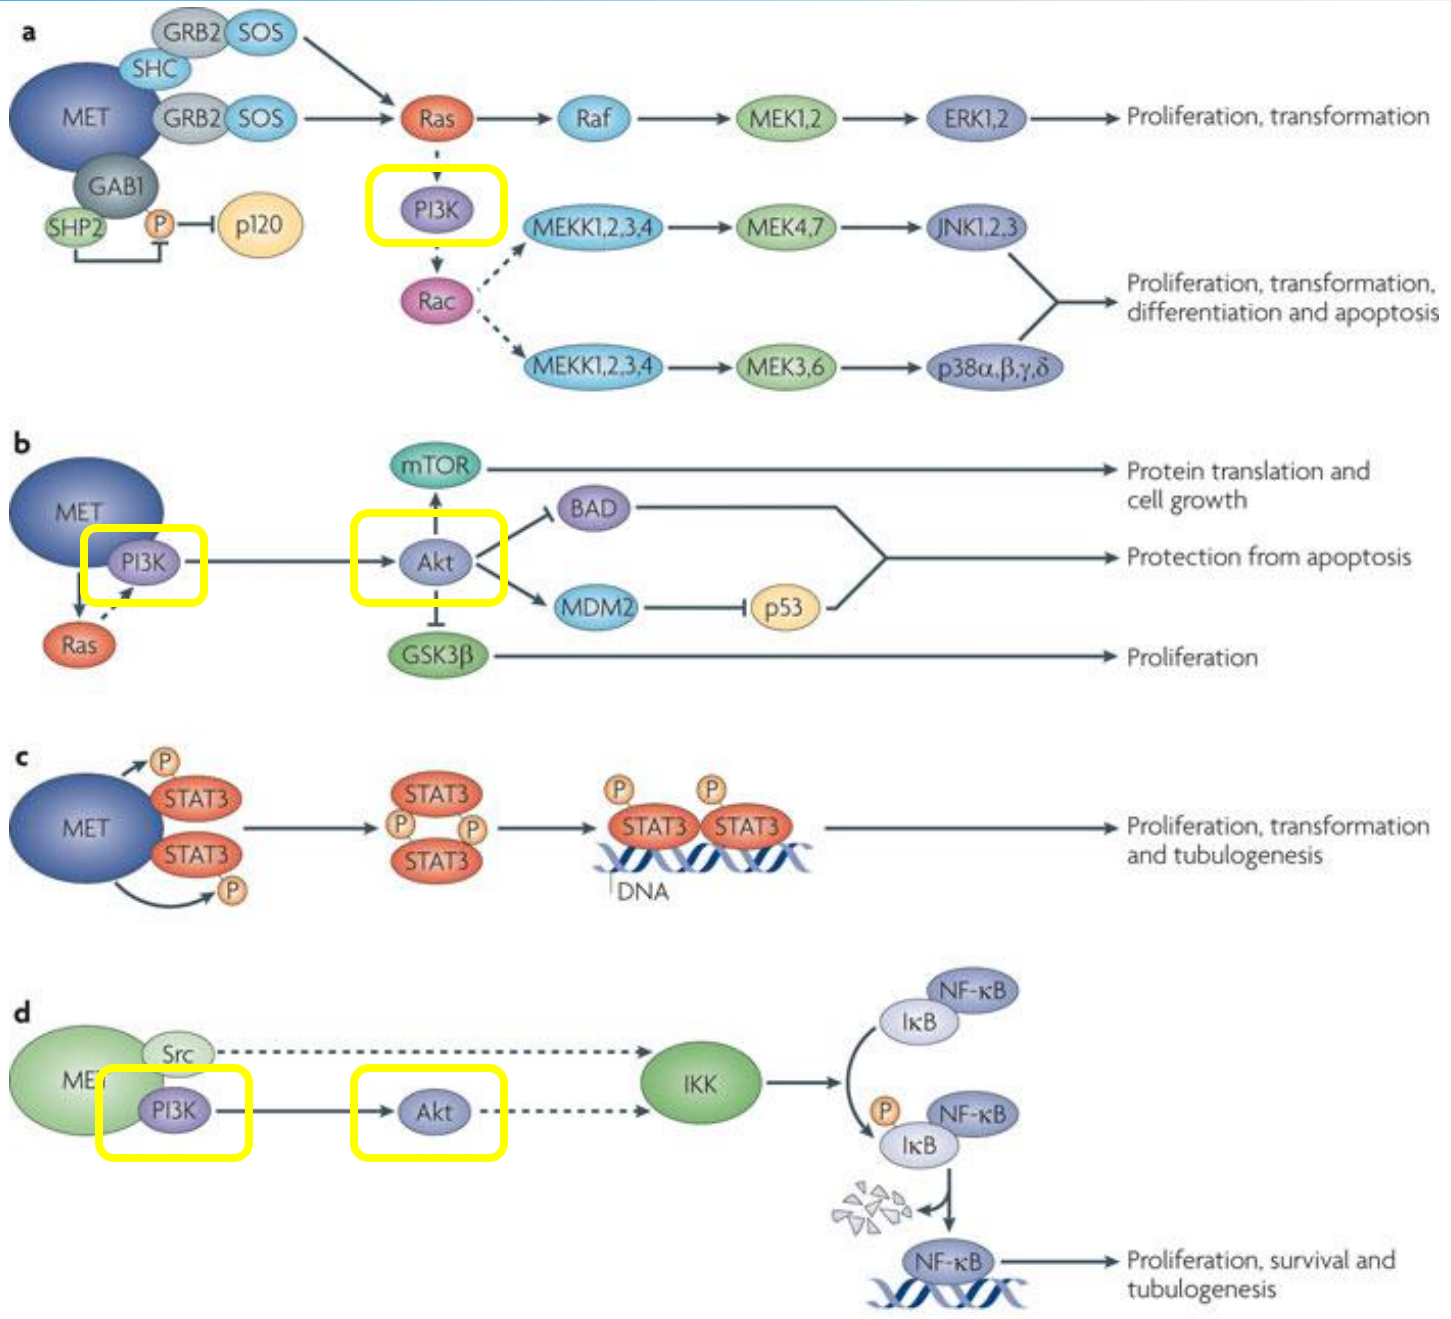 a
GRB2 SOS
SHC
MET GRB2 SOS Ras Raf MEK1,2 ERK1,2 Proliferation, transformation
GAB1
PI3K
SHP2 P p120 MEKK1,2,3,4 MEK4,7 JNK1,2,3
Rac
Proliferation, transformation,
differentiation and apoptosis
MEKK1,2,3,4 MEK3,6 p38α,β,γ,δ
b
mTOR
Protein translation and
cell growth
MET BAD
PI3K Akt Protection from apoptosis
MDM2 p53
Ras GSK3β Proliferation
c
P
STAT3 STAT3 P P
MET P P STAT3 STAT3 Proliferation, transformation
and tubulogenesis
STAT3 STAT3
P DNA
d
NF-κB
IκB
Src
MET IKK
PI3K Akt
P NF-κB
IκB
NF-κB Proliferation, survival and
tubulogenesis